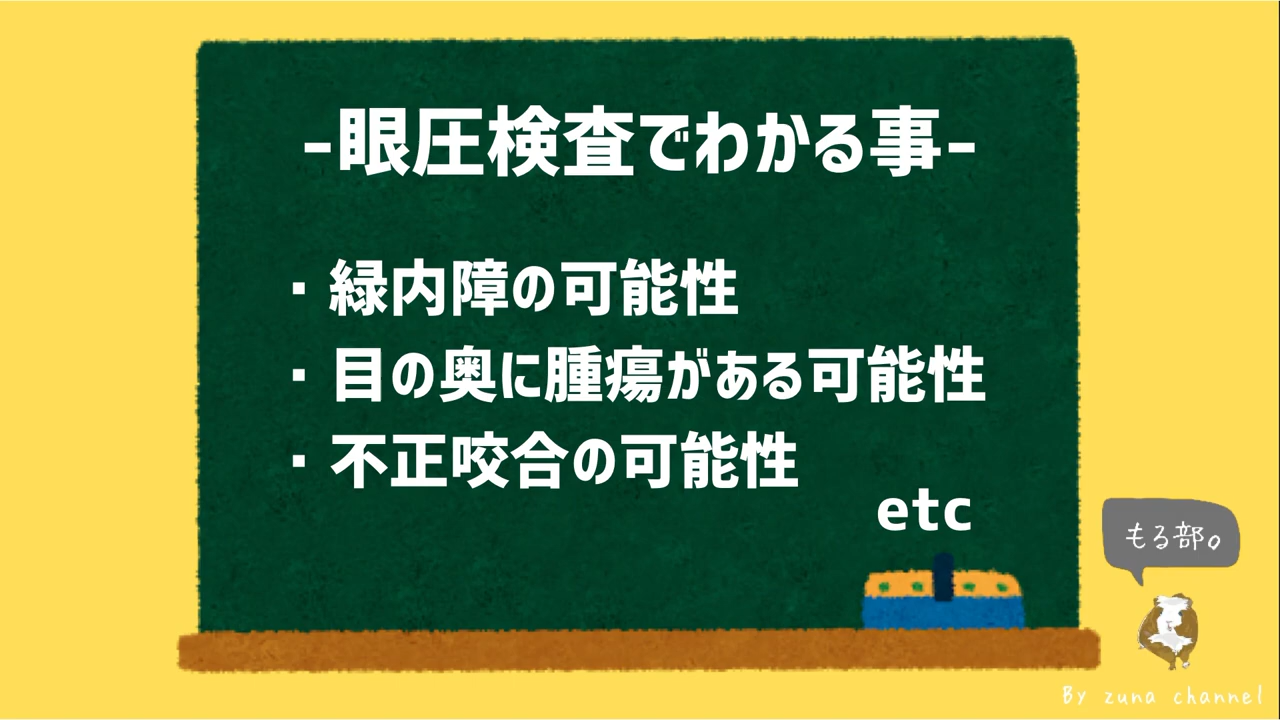 -眼圧検査でわかる事-
・緑内障の可能性
・目の奥に腫瘍がある可能性
・不正咬合の可能性
etc
もる部。
By zuna channel